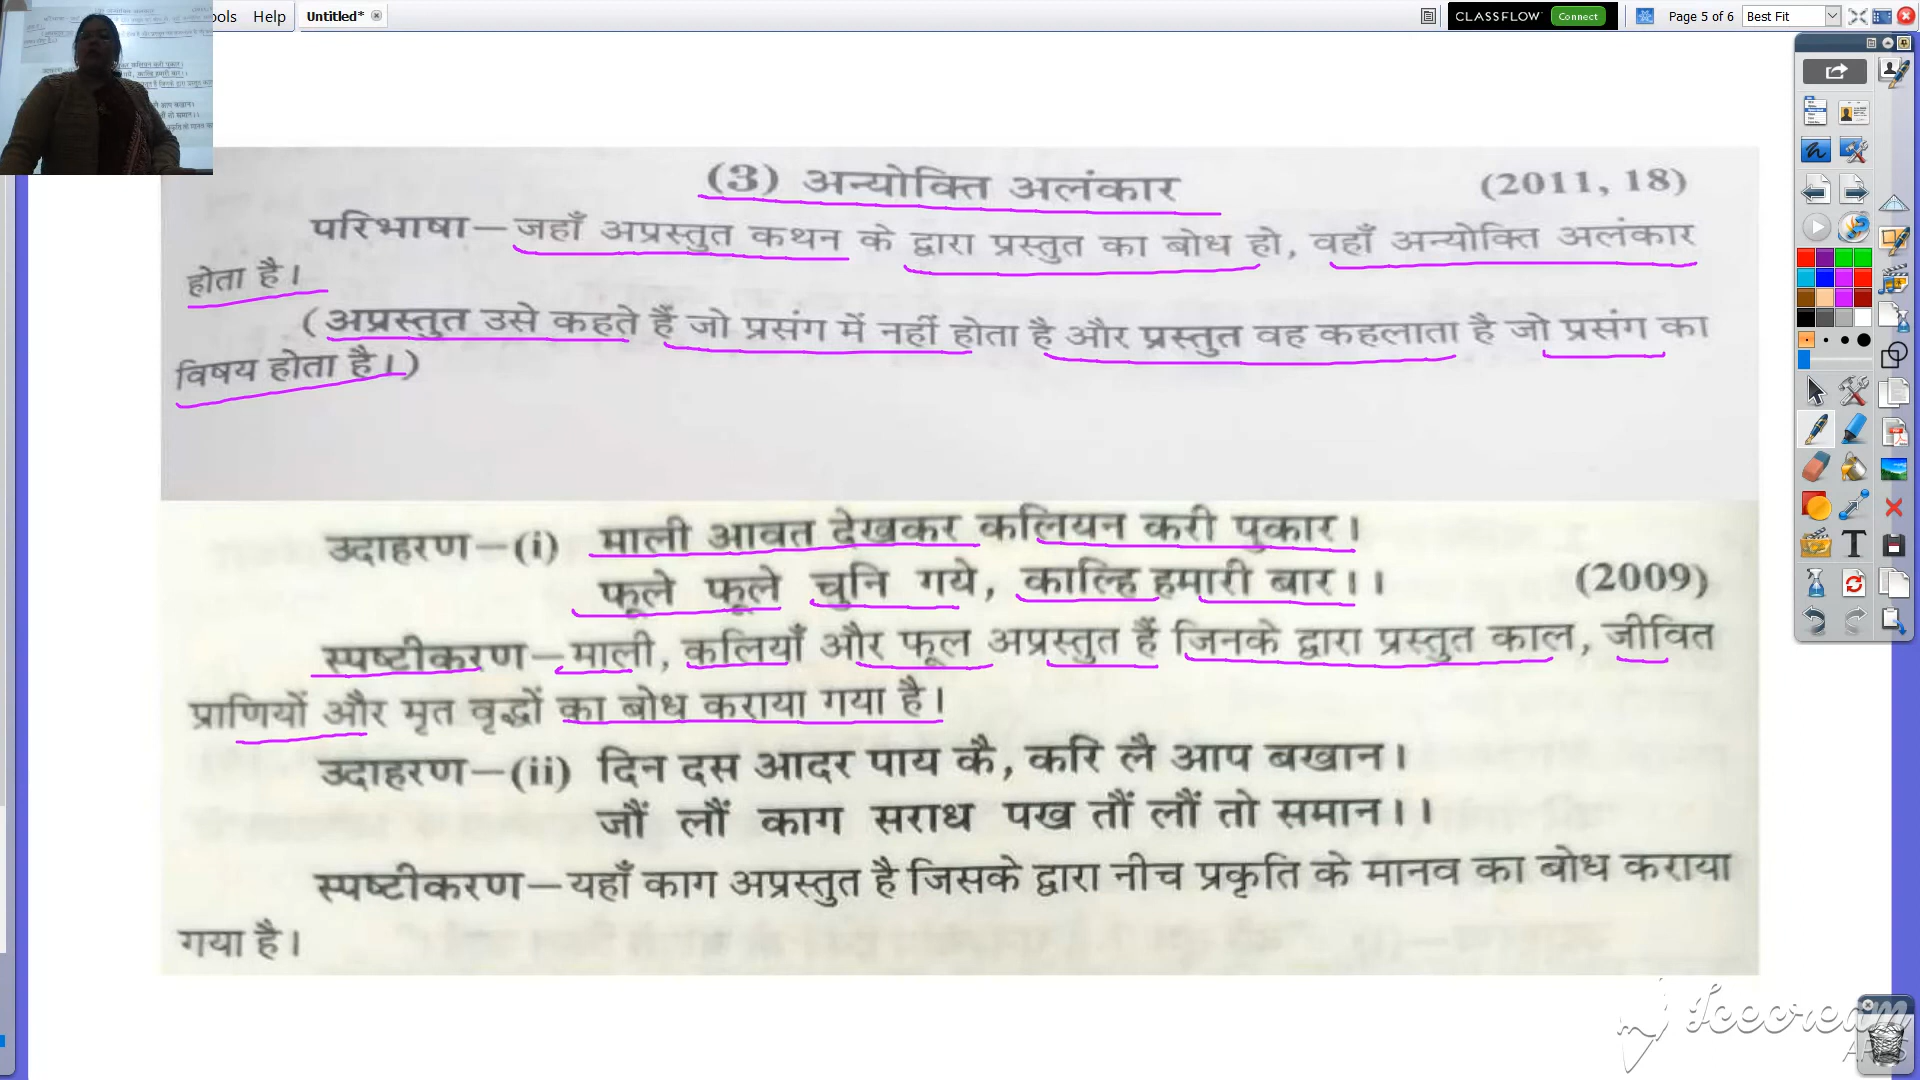 ools Help Untitled*
CLASSFLOW Connect Page 5 of 6 Best Fit
(3) अन्योक्ति अलंकार (2011, 18)
परिभाषा—जहाँ अप्रस्तुत कथन के द्वारा प्रस्तुत का बोध हो, वहाँ अन्योक्ति अलंकार
होता है।
(अप्रस्तुत उसे कहते हैं जो प्रसंग में नहीं होता है और प्रस्तुत वह कहलाता है जो प्रसंग का
विषय होता है।)
उदाहरण—(i) माली आवत देखकर कलियन करी पुकार।
फूले फूले चुनि गये, काल्हि हमारी बार।। (2009)
स्पष्टीकरण—माली, कलियाँ और फूल अप्रस्तुत हैं जिनके द्वारा प्रस्तुत काल, जीवित
प्राणियों और मृत वृद्धों का बोध कराया गया है।
उदाहरण—(ii) दिन दस आदर पाय कै, करि लै आप बखान।
जौं लौं काग सराध पख तौं लौं तो समान।।
स्पष्टीकरण—यहाँ काग अप्रस्तुत है जिसके द्वारा नीच प्रकृति के मानव का बोध कराया
गया है।
Icecream
APPS